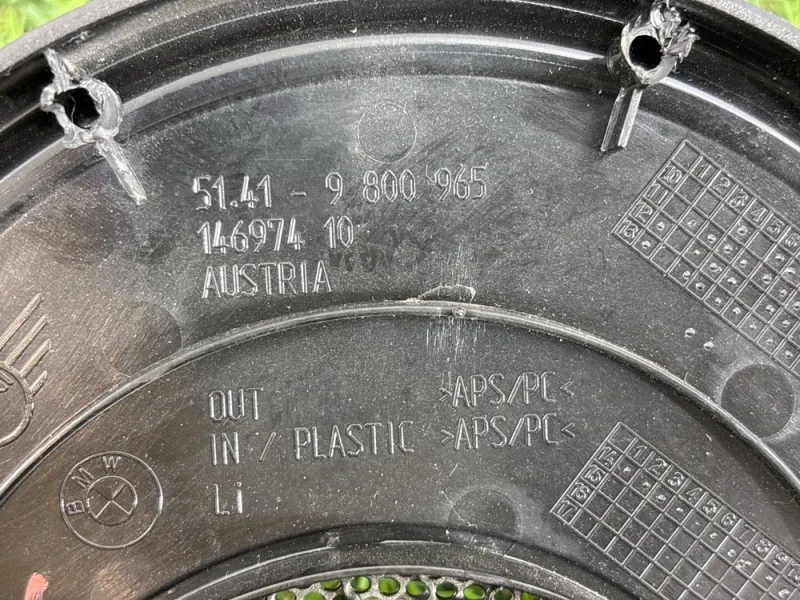 51.41 - 9 800 965
146974 10
AUSTRIA
OUT >APS/PC<
IN / PLASTIC >APS/PC<
Li
BMW